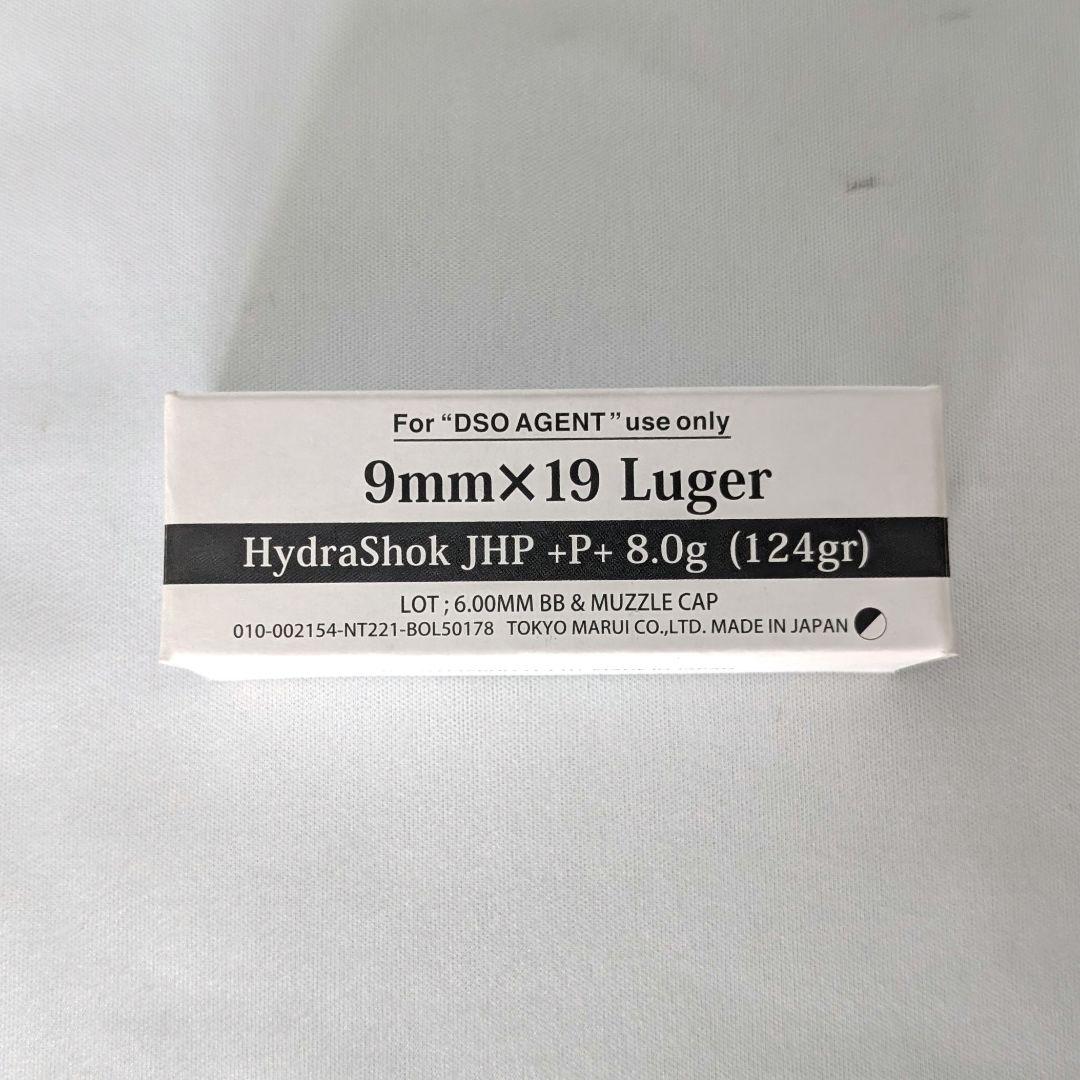 For “DSO AGENT” use only
9mm×19 Luger
HydraShok JHP +P+ 8.0g (124gr)
LOT ; 6.00MM BB & MUZZLE CAP
010-002154-NT221-BOL50178 TOKYO MARUI CO.,LTD. MADE IN JAPAN